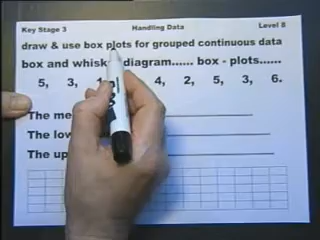 Key Stage 3 Handling Data Level 8
draw & use box plots for grouped continuous data
box and whisk diagram...... box - plots......
5, 3, 1 4, 2, 5, 3, 6.
The me
The low
The up